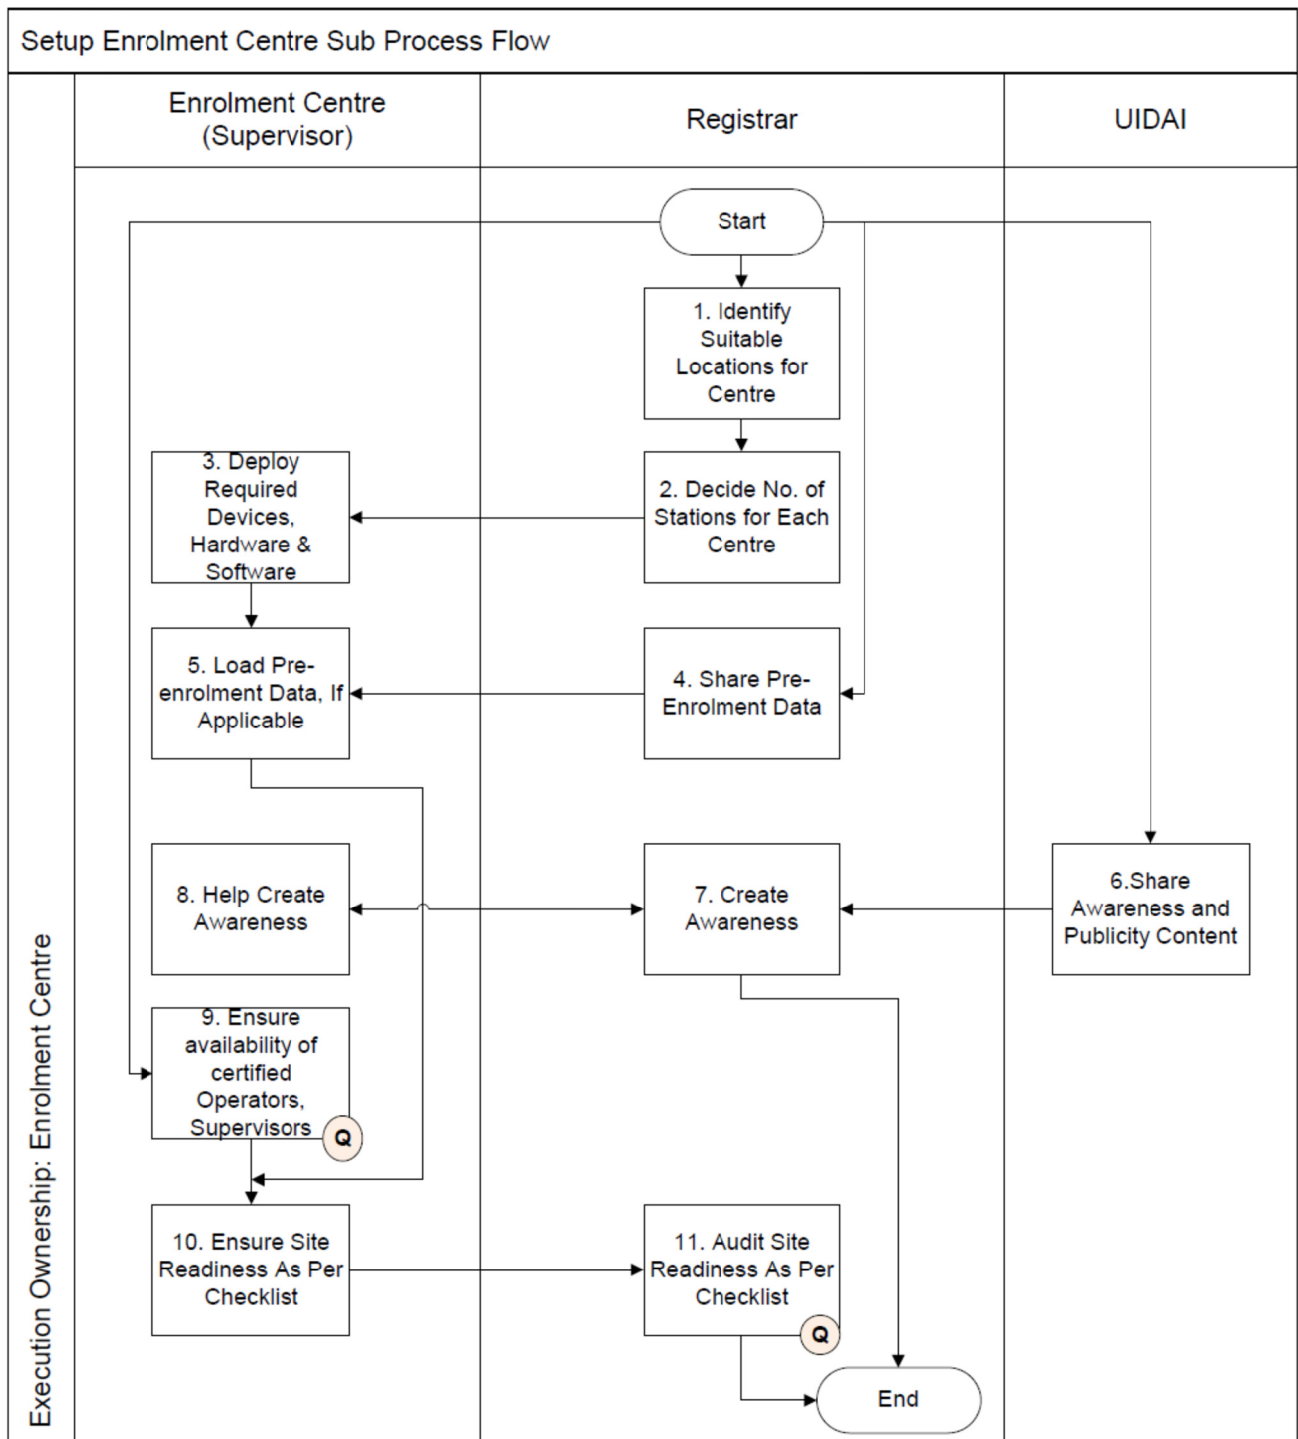 Setup Enrolment Centre Sub Process Flow
Enrolment Centre
(Supervisor)
Registrar
UIDAI
Start
1. Identify
Suitable
Locations for
Centre
3. Deploy
Required
Devices,
Hardware &
Software
2. Decide No. of
Stations for Each
Centre
5. Load Pre-
enrolment Data, If
Applicable
4. Share Pre-
Enrolment Data
8. Help Create
Awareness
7. Create
Awareness
6.Share
Awareness and
Publicity Content
9. Ensure
availability of
certified
Operators,
Supervisors
Q
10. Ensure Site
Readiness As Per
Checklist
11. Audit Site
Readiness As Per
Checklist
Q
End
Execution Ownership: Enrolment Centre